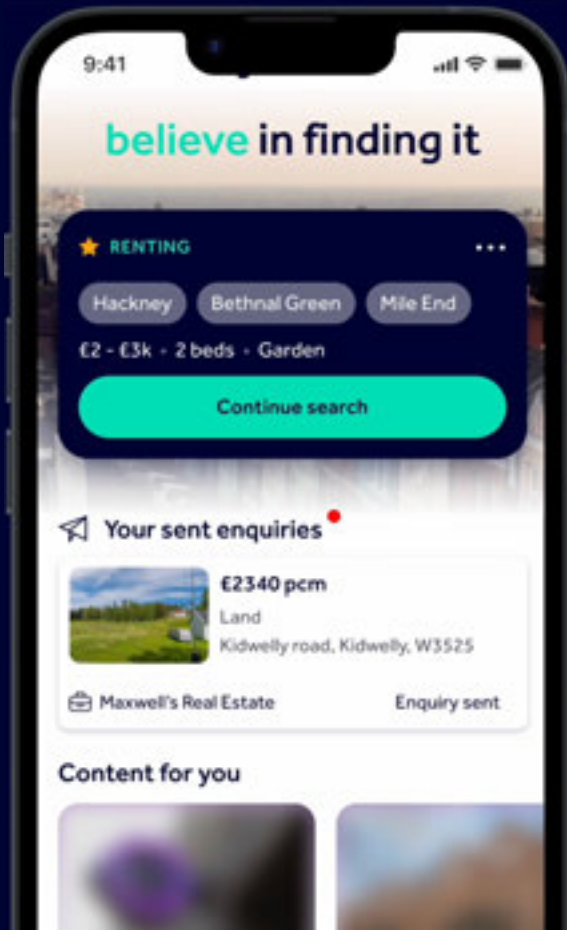 9:41
believe in finding it
RENTING
Hackney Bethnal Green Mile End
£2 - £3k • 2 beds • Garden
Continue search
Your sent enquiries
£2340 pcm
Land
Kidwelly road, Kidwelly, W3525
Maxwell's Real Estate Enquiry sent
Content for you